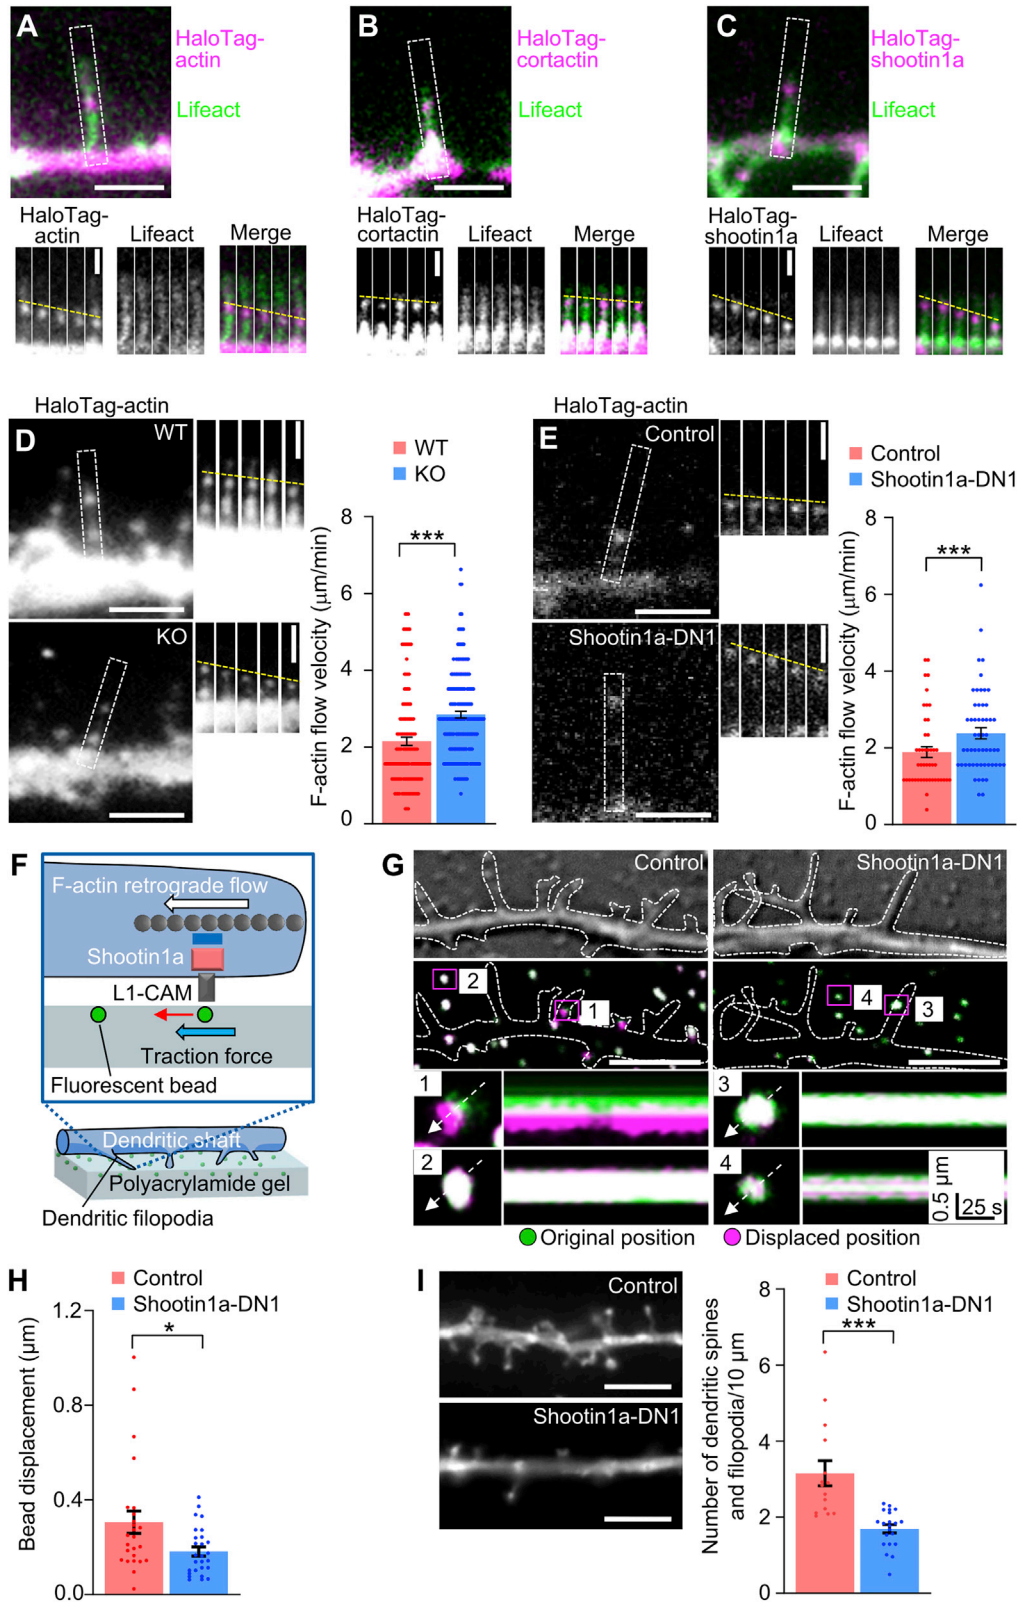 A
HaloTag-
actin
Lifeact
HaloTag-
actin
Lifeact
Merge
B
HaloTag-
cortactin
Lifeact
HaloTag-
cortactin
Lifeact
Merge
C
HaloTag-
shootin1a
Lifeact
HaloTag-
shootin1a
Lifeact
Merge
HaloTag-actin
D
WT
KO
WT
KO
***
F-actin flow velocity (µm/min)
8
6
4
2
0
HaloTag-actin
E
Control
Shootin1a-DN1
Control
Shootin1a-DN1
***
F-actin flow velocity (µm/min)
8
6
4
2
0
F
F-actin retrograde flow
Shootin1a
L1-CAM
Traction force
Fluorescent bead
Dendritic shaft
Polyacrylamide gel
Dendritic filopodia
G
Control
Shootin1a-DN1
2
1
4
3
1
3
2
4
0.5 µm
25 s
Original position
Displaced position
H
Control
Shootin1a-DN1
*
Bead displacement (µm)
1.2
0.8
0.4
0.0
I
Control
Shootin1a-DN1
Control
Shootin1a-DN1
***
Number of dendritic spines
and filopodia/10 µm
8
6
4
2
0